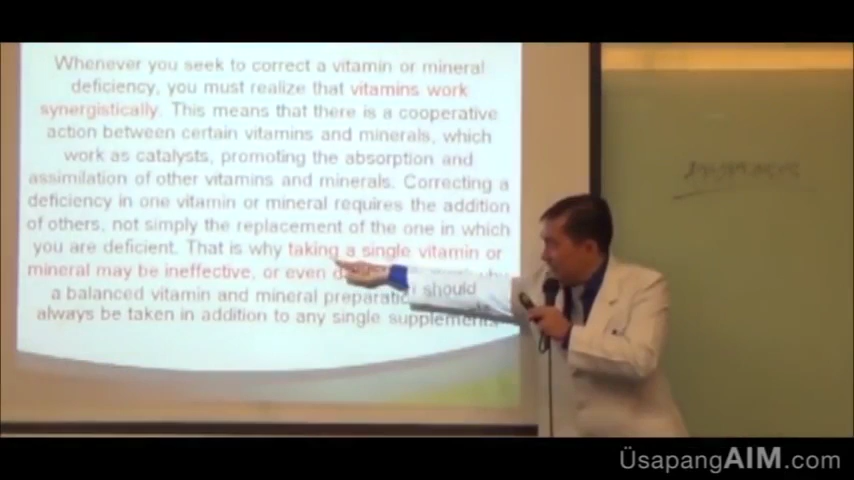 Whenever you seek to correct a vitamin or mineral
deficiency, you must realize that vitamins work
synergistically. This means that there is a cooperative
action between certain vitamins and minerals, which
work as catalysts, promoting the absorption and
assimilation of other vitamins and minerals. Correcting a
deficiency in one vitamin or mineral requires the addition
of others, not simply the replacement of the one in which
you are deficient. That is why taking a single vitamin or
mineral may be ineffective, or even
a balanced vitamin and mineral preparati should
always be taken in addition to any single supplements.
ÜsapangAIM.com